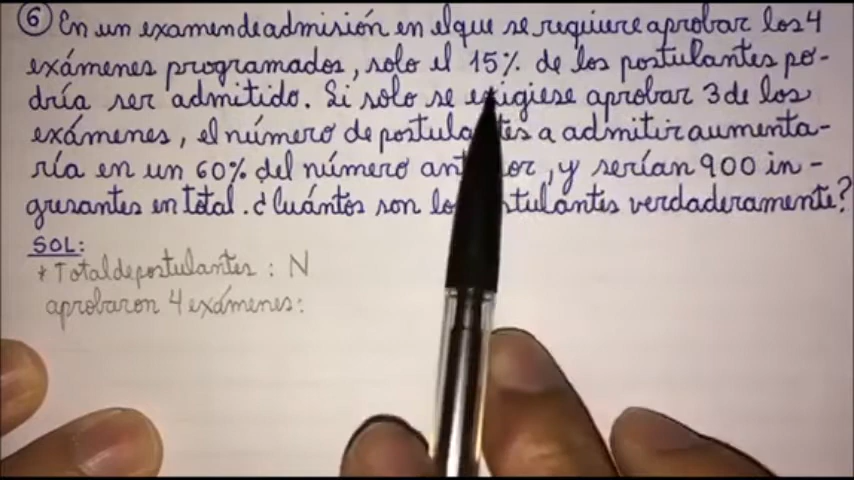 6 En un examen de admisión en el que se requiere aprobar los 4
exámenes programados, solo el 15% de los postulantes po-
dría ser admitido. Si solo se exigiese aprobar 3 de los
exámenes, el número de postulantes a admitir aumenta-
ría en un 60% del número anterior, y serían 900 in-
gresantes en total. ¿Cuántos son los postulantes verdaderamente?
SOL:
* Total de postulantes : N
aprobaron 4 exámenes: